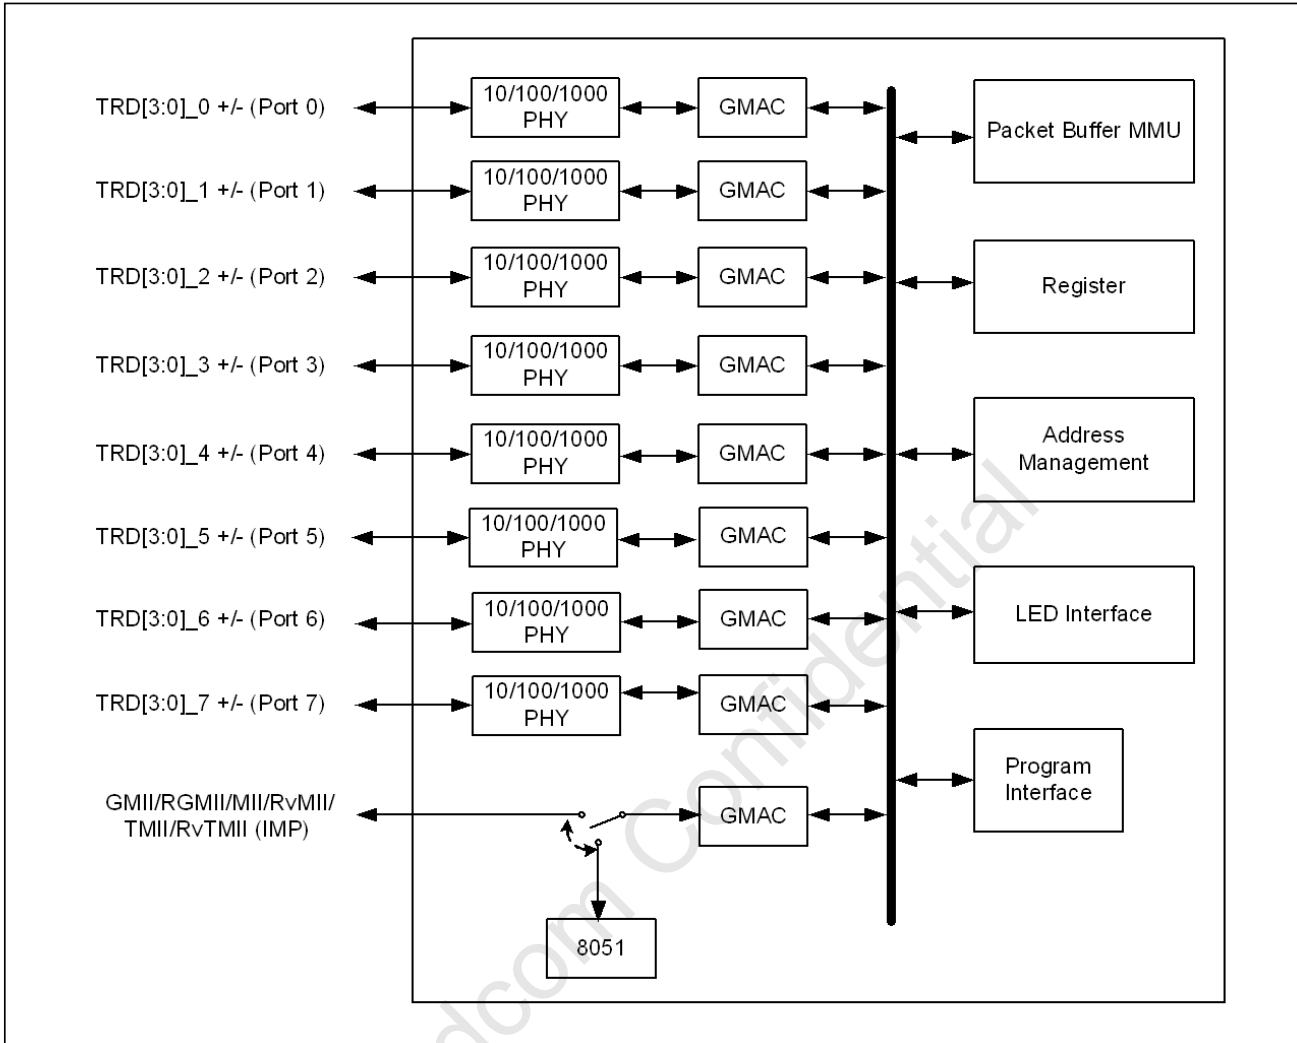 TRD[3:0]_0 +/- (Port 0)
10/100/1000
PHY
GMAC
Packet Buffer MMU
TRD[3:0]_1 +/- (Port 1)
10/100/1000
PHY
GMAC
TRD[3:0]_2 +/- (Port 2)
10/100/1000
PHY
GMAC
Register
TRD[3:0]_3 +/- (Port 3)
10/100/1000
PHY
GMAC
TRD[3:0]_4 +/- (Port 4)
10/100/1000
PHY
GMAC
Address
Management
TRD[3:0]_5 +/- (Port 5)
10/100/1000
PHY
GMAC
TRD[3:0]_6 +/- (Port 6)
10/100/1000
PHY
GMAC
LED Interface
TRD[3:0]_7 +/- (Port 7)
10/100/1000
PHY
GMAC
GMII/RGMII/MII/RvMII/
TMII/RvTMII (IMP)
GMAC
Program
Interface
8051
dcom Confidential